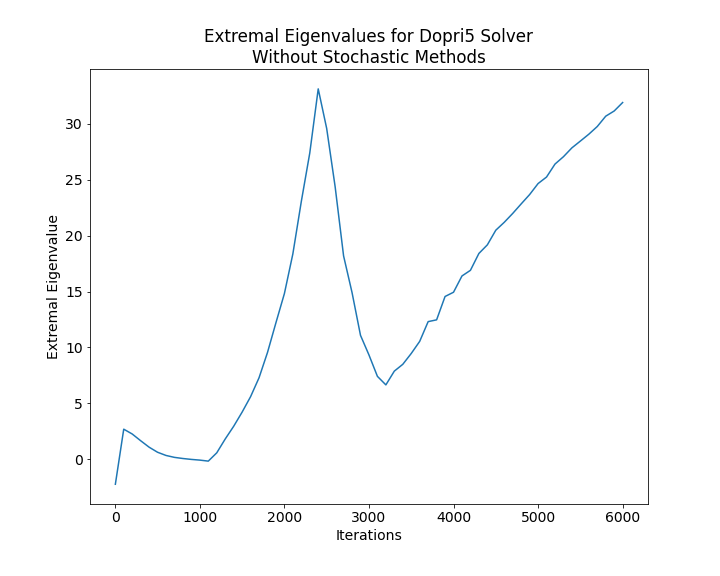 Extremal Eigenvalues for Dopri5 Solver
Without Stochastic Methods
30
25
20
15
10
5
0
Extremal Eigenvalue
0 1000 2000 3000 4000 5000 6000
Iterations